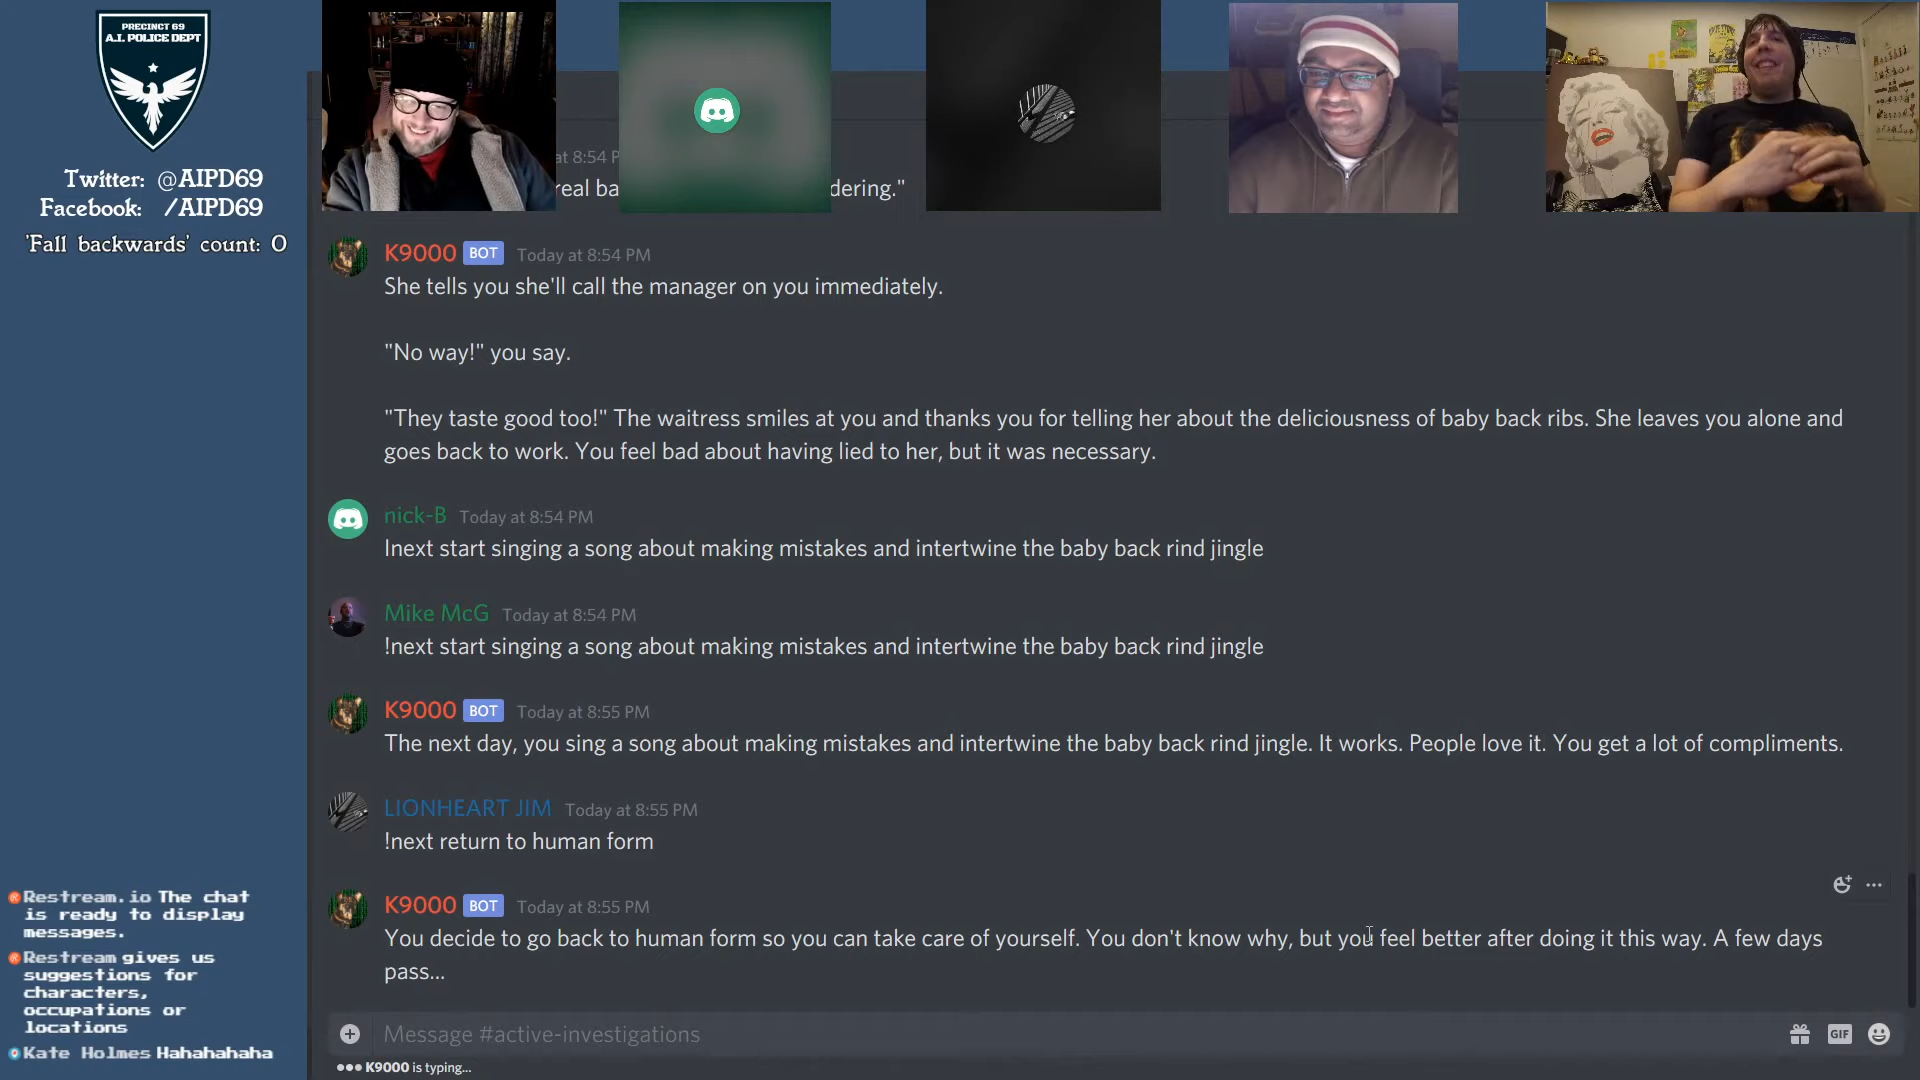 PRECINCT 69
A.I. POLICE DEPT
Twitter: @AIPD69
Facebook: /AIPD69
'Fall backwards' count: 0
at 8:54 P
real ba
dering."
K9000 BOT Today at 8:54 PM
She tells you she'll call the manager on you immediately.
"No way!" you say.
"They taste good too!" The waitress smiles at you and thanks you for telling her about the deliciousness of baby back ribs. She leaves you alone and
goes back to work. You feel bad about having lied to her, but it was necessary.
nick-B Today at 8:54 PM
Inext start singing a song about making mistakes and intertwine the baby back rind jingle
Mike McG Today at 8:54 PM
!next start singing a song about making mistakes and intertwine the baby back rind jingle
K9000 BOT Today at 8:55 PM
The next day, you sing a song about making mistakes and intertwine the baby back rind jingle. It works. People love it. You get a lot of compliments.
LIONHEART JIM Today at 8:55 PM
!next return to human form
K9000 BOT Today at 8:55 PM
You decide to go back to human form so you can take care of yourself. You don't know why, but you feel better after doing it this way. A few days
pass...
Message #active-investigations
GIF
K9000 is typing...
Restream.io The chat
is ready to display
messages.
Restream gives us
suggestions for
characters,
occupations or
locations
Kate Holmes Hahahahaha